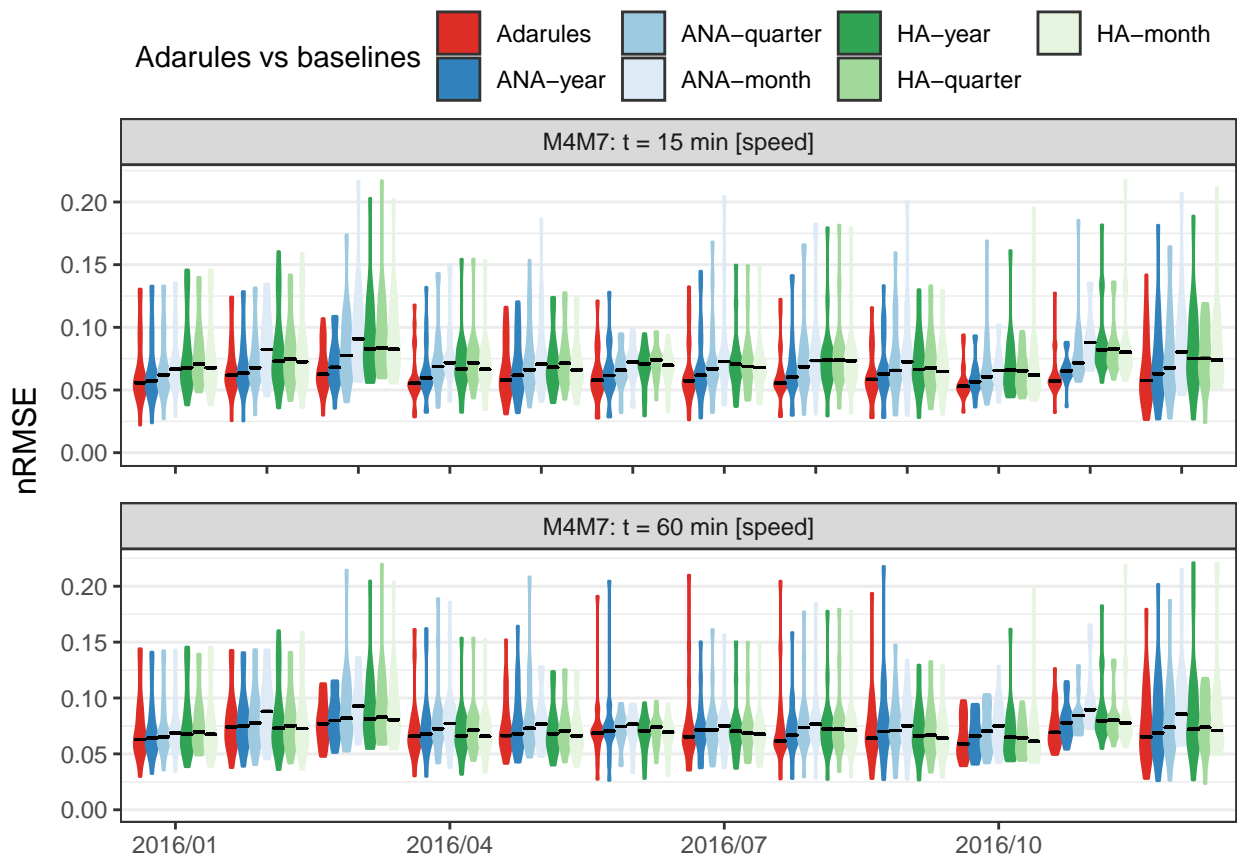 Adarules vs baselines
Adarules ANA−quarter HA−year HA−month
ANA−year ANA−month HA−quarter
M4M7: t = 15 min [speed]
0.20
0.15
0.10
0.05
0.00
nRMSE
M4M7: t = 60 min [speed]
0.20
0.15
0.10
0.05
0.00
2016/01 2016/04 2016/07 2016/10